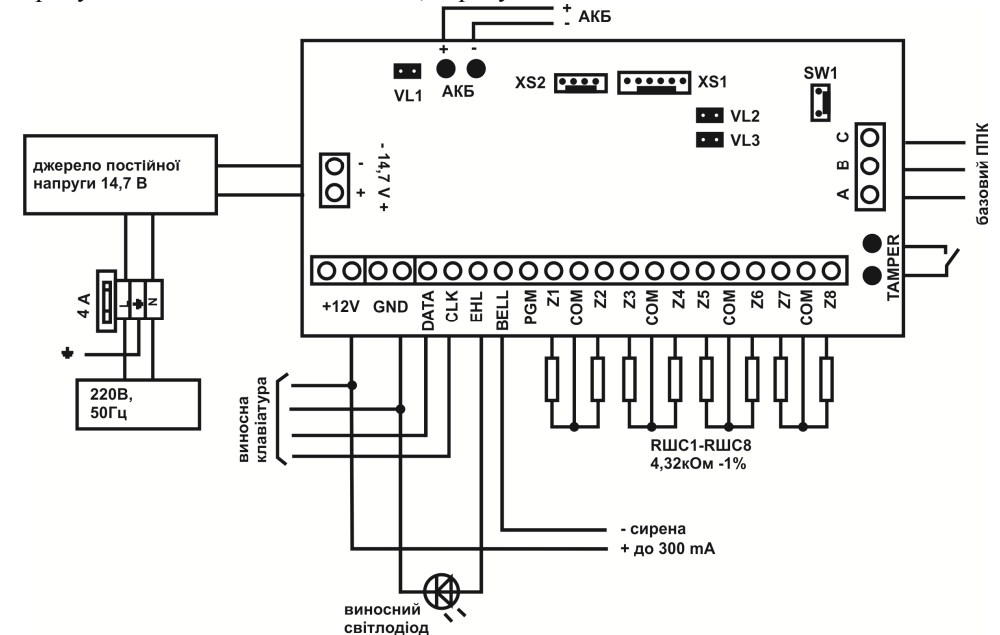 +
- АКБ
+ -
VL1
АКБ
XS2
XS1
SW1
VL2
VL3
джерело постійної
напруги 14,7 В
-
+
- 14,7 V +
C
B
A
базовий ППК
TAMPER
4 А
L
N
+12V
GND
DATA
CLK
EHL
BELL
PGM
Z1
COM
Z2
Z3
COM
Z4
Z5
COM
Z6
Z7
COM
Z8
220В,
50Гц
виносна
клавіатура
RШС1-RШС8
4,32кОм -1%
- сирена
+ до 300 mA
виносний
світлодіод